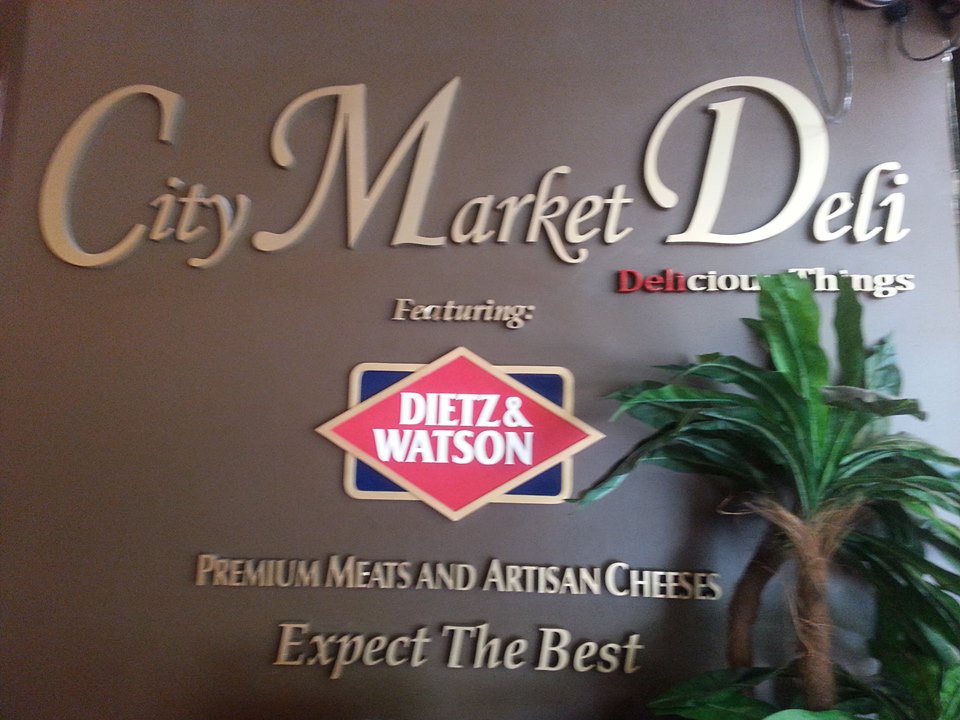 City Market Deli
Delicious Things
Featuring:
DIETZ &
WATSON
PREMIUM MEATS AND ARTISAN CHEESES
Expect The Best